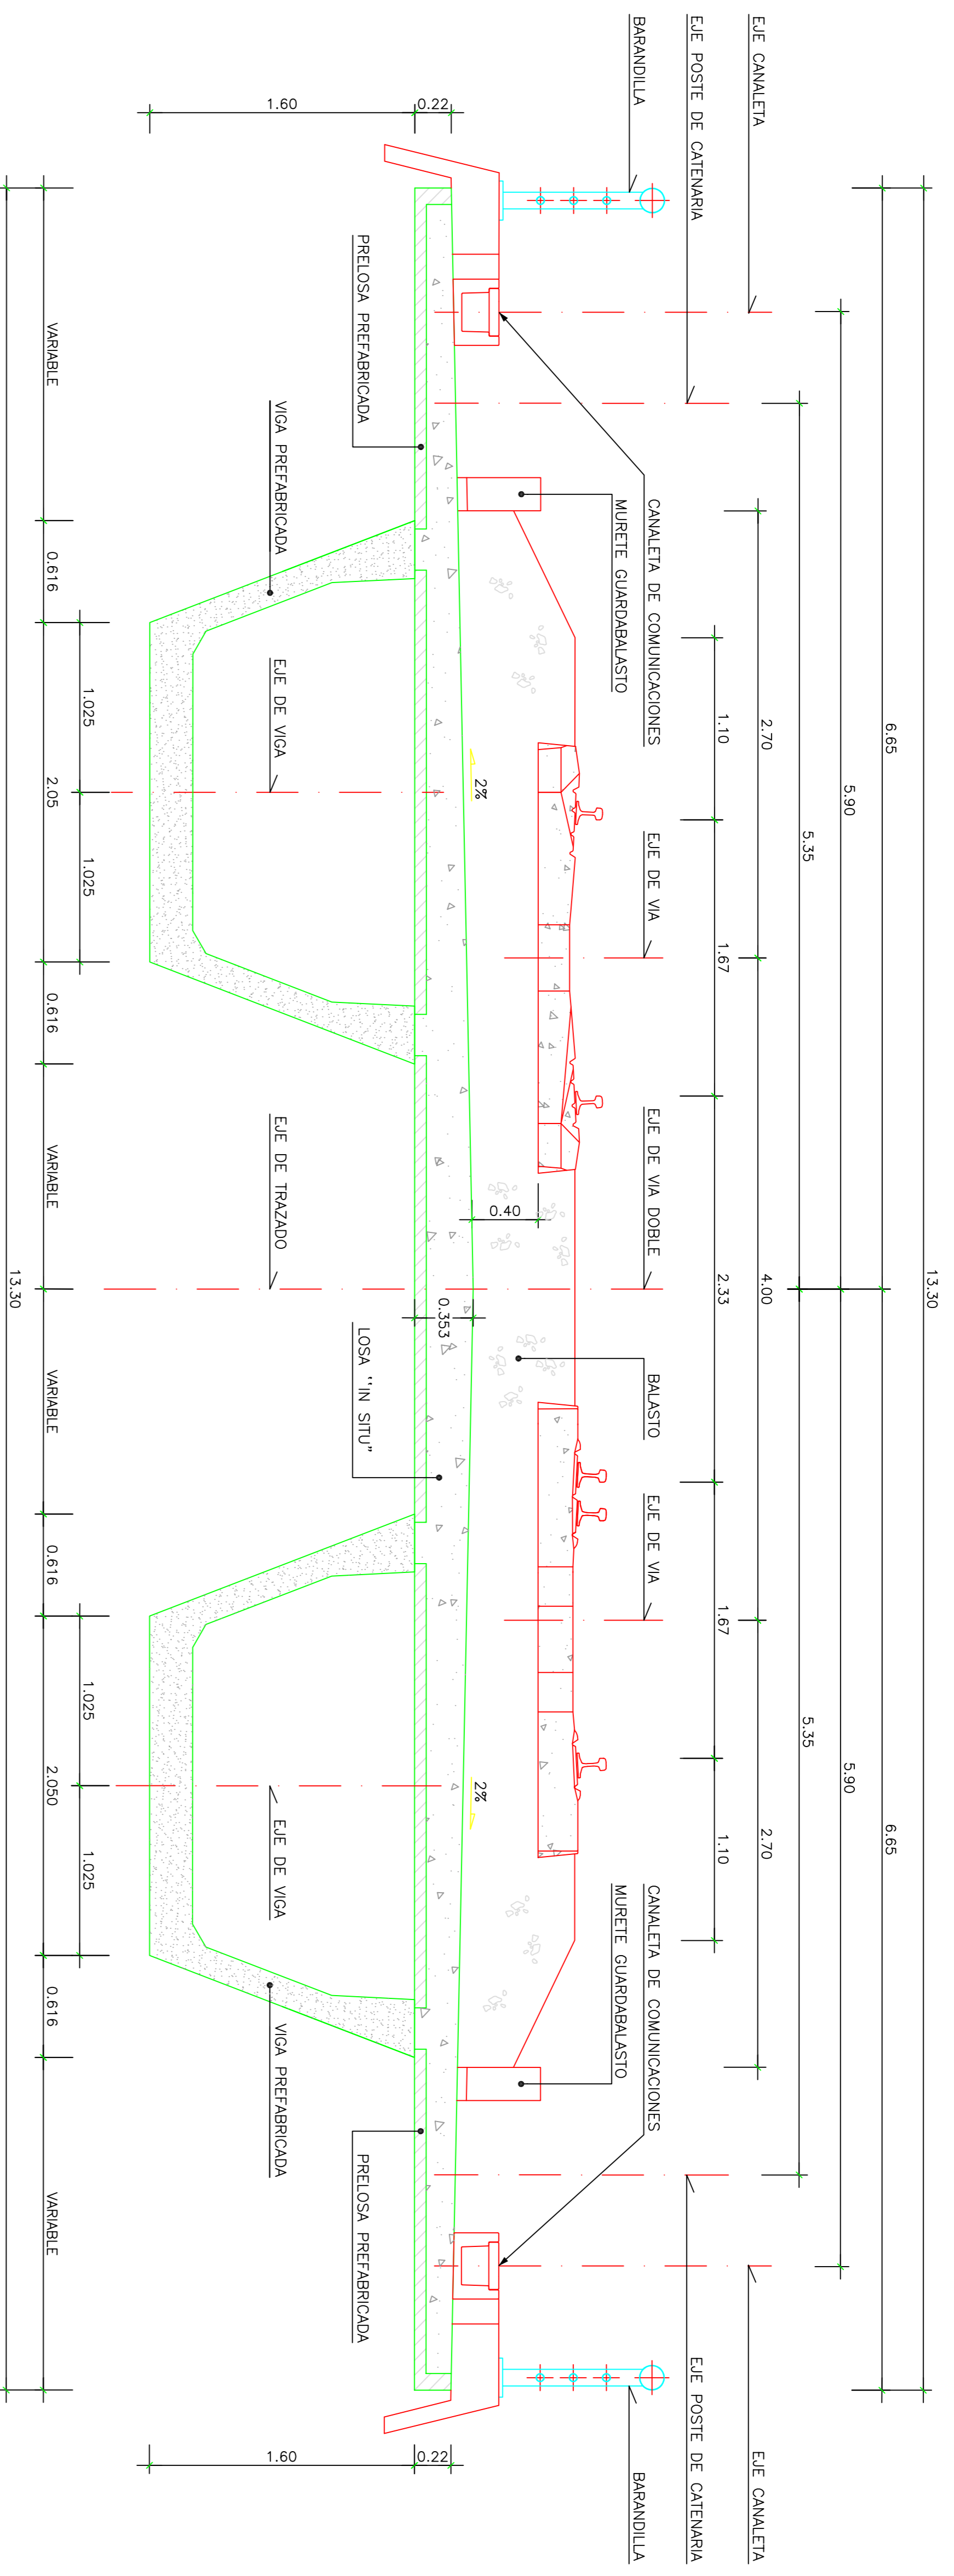 13.30
6.65
6.65
5.90
5.90
5.35
5.35
2.70
4.00
2.70
1.10
1.67
2.33
1.67
1.10
EJE CANALETA
EJE POSTE DE CATENARIA
BARANDILLA
CANALETA DE COMUNICACIONES
MURETE GUARDABALASTO
EJE DE VIA
EJE DE VIA DOBLE
BALASTO
EJE DE VIA
CANALETA DE COMUNICACIONES
MURETE GUARDABALASTO
EJE CANALETA
EJE POSTE DE CATENARIA
BARANDILLA
0.40
2%
2%
0.22
1.60
0.353
0.22
1.60
PRELOSA PREFABRICADA
LOSA ''IN SITU"
PRELOSA PREFABRICADA
VIGA PREFABRICADA
EJE DE VIGA
EJE DE TRAZADO
EJE DE VIGA
VIGA PREFABRICADA
1.025
1.025
1.025
1.025
VARIABLE
0.616
2.05
0.616
VARIABLE
VARIABLE
0.616
2.050
0.616
VARIABLE
13.30